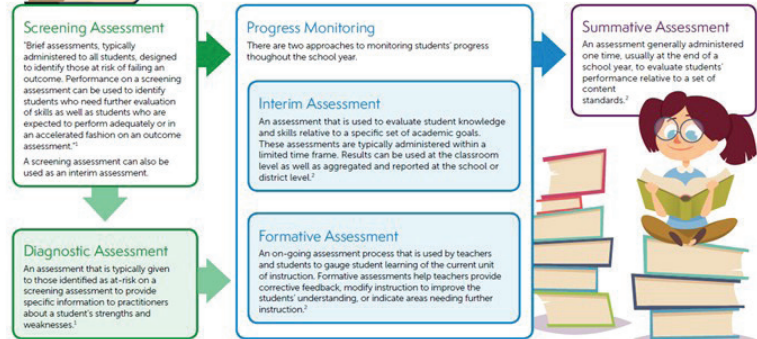 Screening Assessment
"Brief assessments, typically
administered to all students, designed
to identify those at risk of failing an
outcome. Performance on a screening
assessment can be used to identify
students who need further evaluation
of skills as well as students who are
expected to perform adequately or in
an accelerated fashion on an outcome
assessment."1
A screening assessment can also be
used as an interim assessment.
Diagnostic Assessment
An assessment that is typically given
to those identified as at-risk on a
screening assessment to provide
specific information to practitioners
about a student's strengths and
weaknesses.1
Progress Monitoring
There are two approaches to monitoring students' progress
thoughout the school year.
Interim Assessment
An assessment that is used to evaluate student knowledge
and skills relative to a specific set of academic goals.
These assessments are typically administered within a
limited time frame. Results can be used at the classroom
level as well as aggregated and reported at the school or
district level.2
Formative Assessment
An on-going assessment process that is used by teachers
and students to gauge student learning of the current unit
of instruction. Formative assessments help teachers provide
corrective feedback, modify instruction to improve the
students' understanding, or indicate areas needing further
instruction.2
Summative Assessment
An assessment generally administered
one time, usually at the end of a
school year, to evaluate students'
performance relative to a set of
content
standards.2